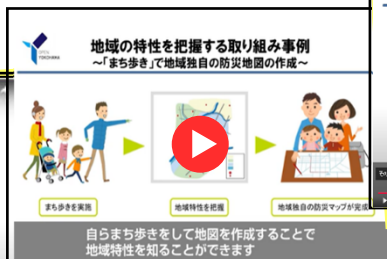 地域の特性を把握する取り組み事例
～「まち歩き」で地域独自の防災地図の作成～
まち歩きを実施
地域特性を把握
地域独自の防災マップが完成
自らまち歩きをして地図を作成することで
地域特性を知ることができます